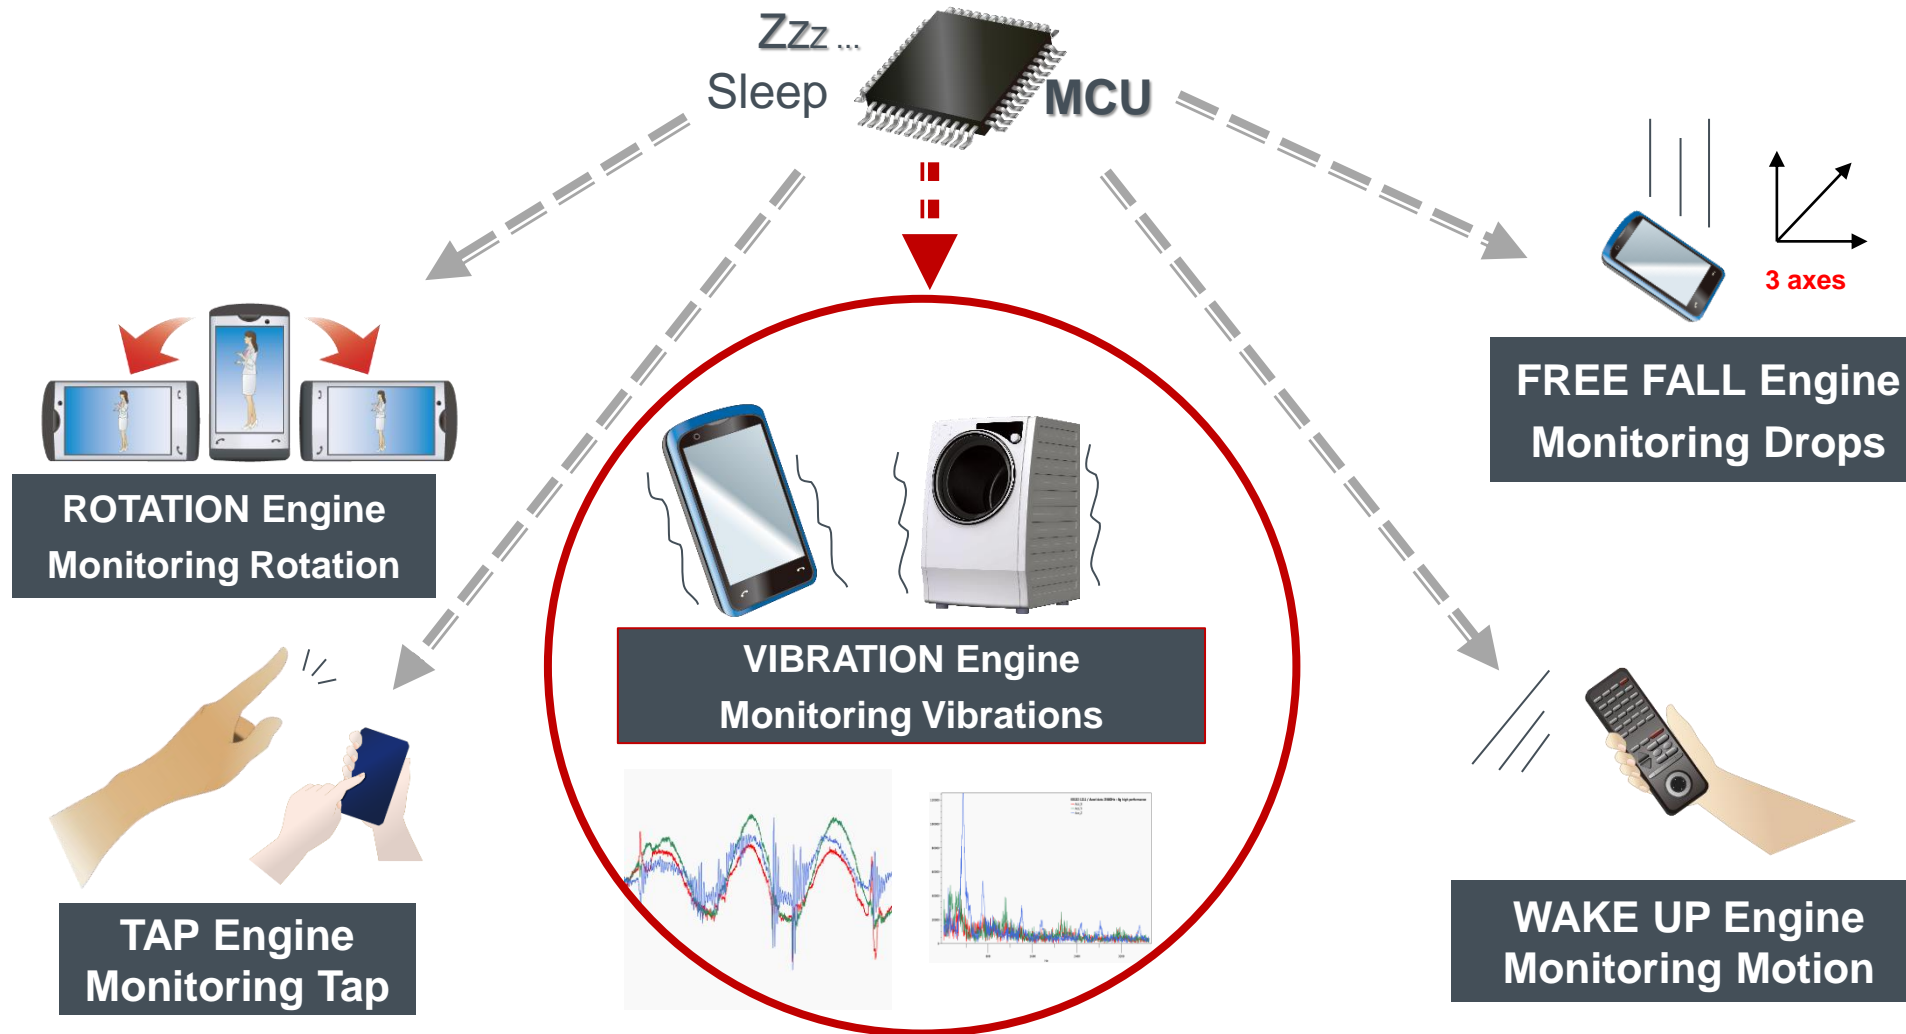 Zzz ...
Sleep
MCU
3 axes
FREE FALL Engine
Monitoring Drops
ROTATION Engine
Monitoring Rotation
VIBRATION Engine
Monitoring Vibrations
TAP Engine
Monitoring Tap
WAKE UP Engine
Monitoring Motion